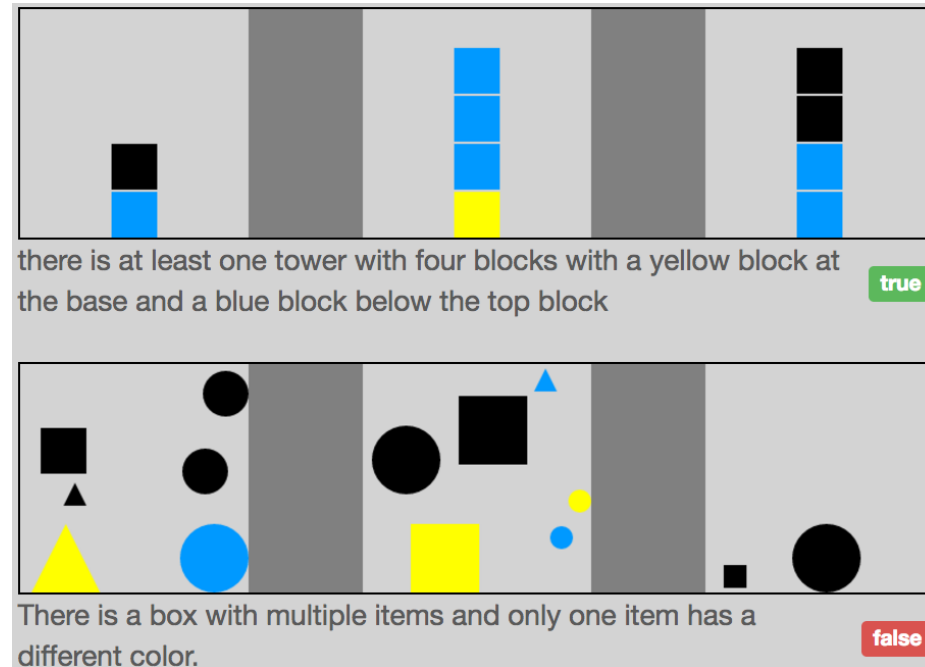 there is at least one tower with four blocks with a yellow block at
the base and a blue block below the top block
true
There is a box with multiple items and only one item has a
different color.
false